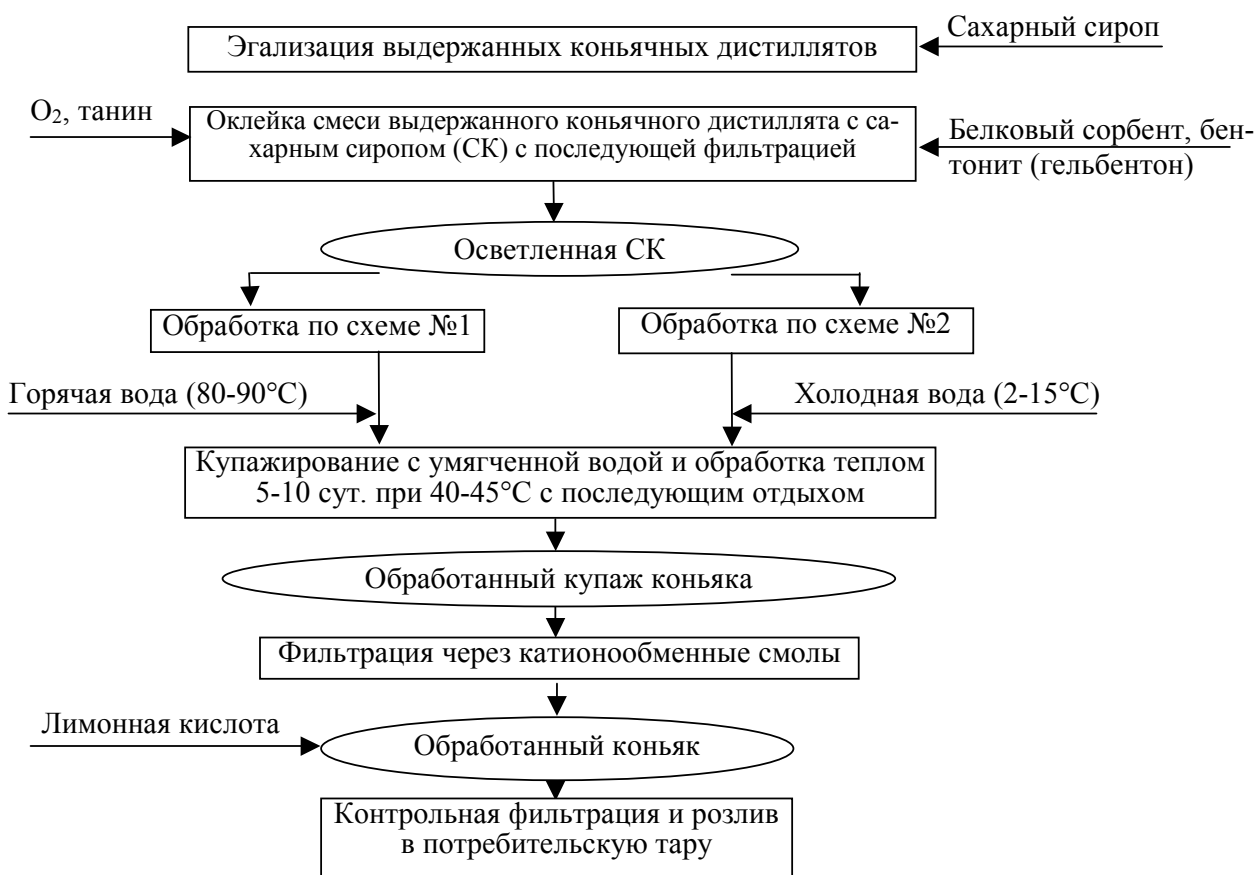 Сахарный сироп
Эгализация выдержанных коньячных дистиллятов
О₂, танин
Оклейка смеси выдержанного коньячного дистиллята с са-
харным сиропом (СК) с последующей фильтрацией
Белковый сорбент, бен-
тонит (гельбентон)
Осветленная СК
Обработка по схеме №1
Обработка по схеме №2
Горячая вода (80-90°С)
Холодная вода (2-15°С)
Купажирование с умягченной водой и обработка теплом
5-10 сут. при 40-45°С с последующим отдыхом
Обработанный купаж коньяка
Фильтрация через катионообменные смолы
Лимонная кислота
Обработанный коньяк
Контрольная фильтрация и розлив
в потребительскую тару